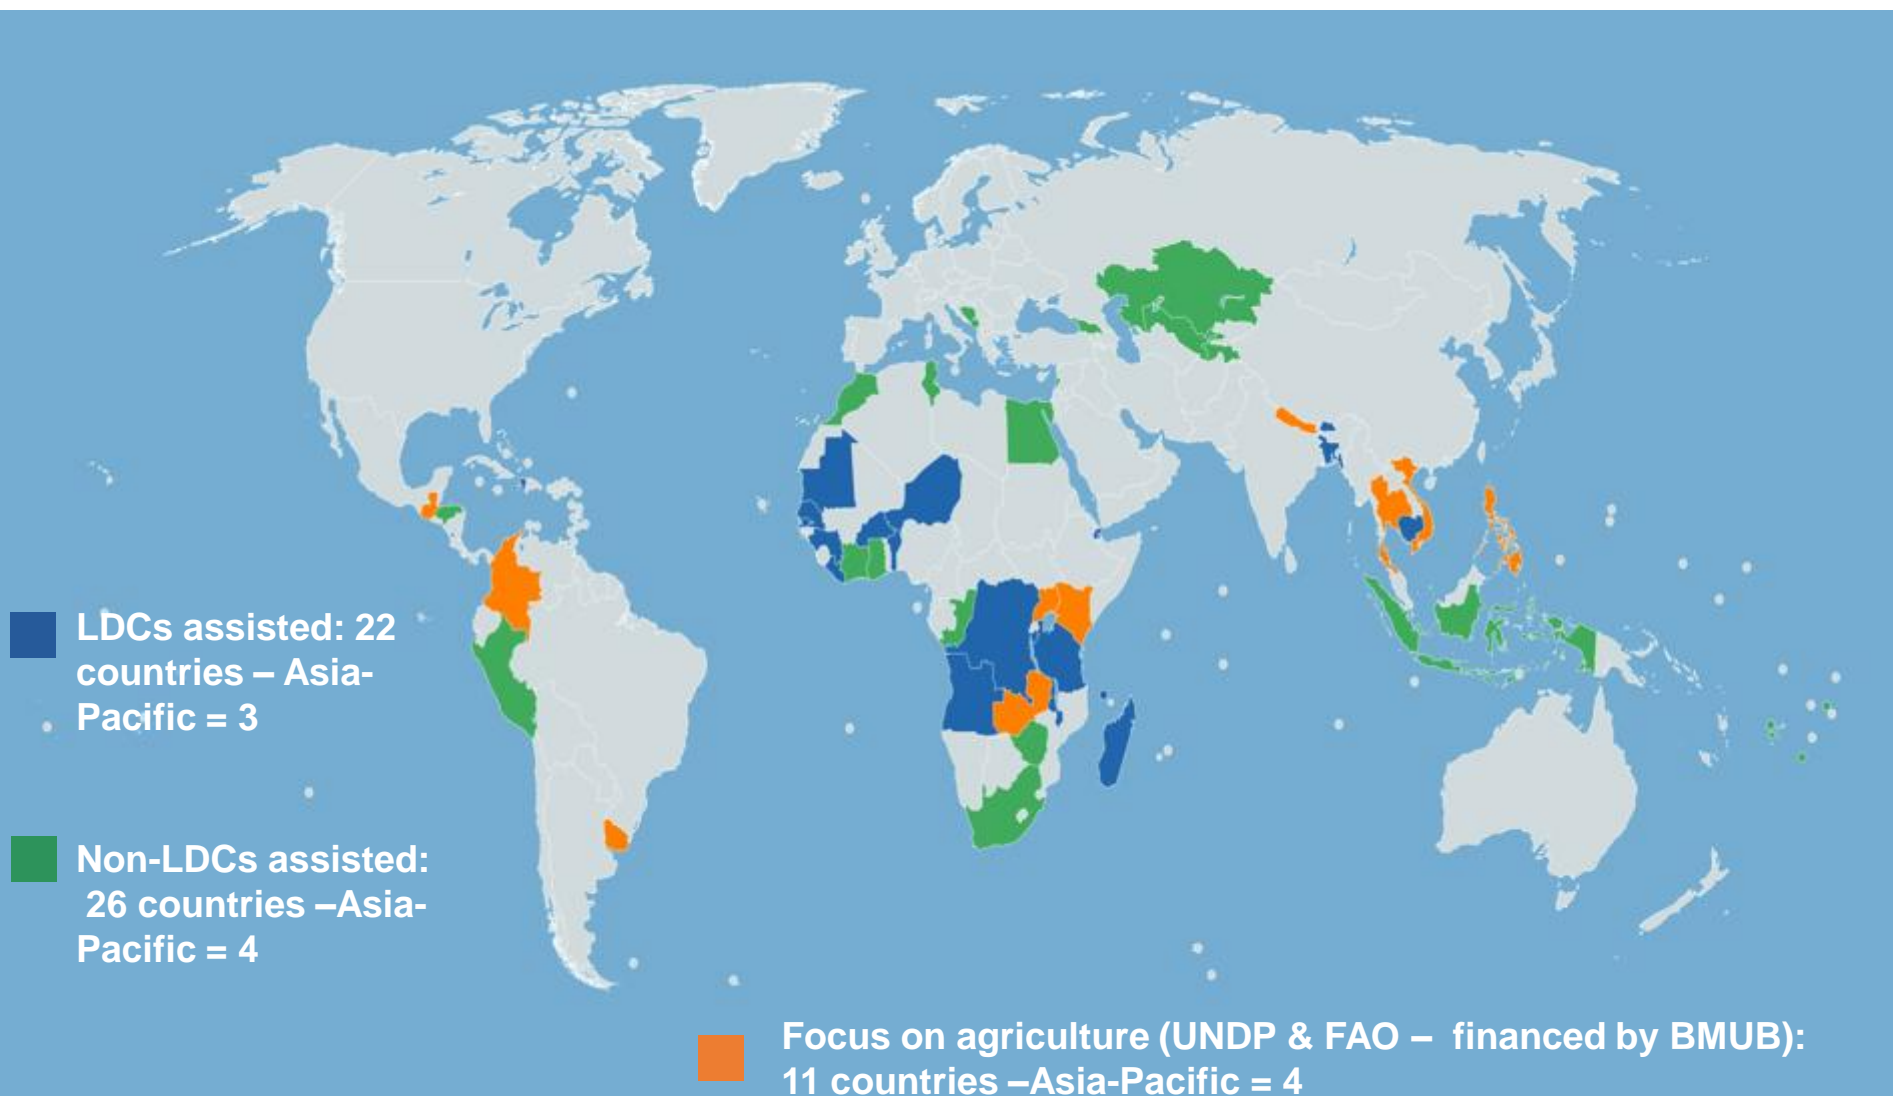 LDCs assisted: 22
countries – Asia-
Pacific = 3
Non-LDCs assisted:
26 countries –Asia-
Pacific = 4
Focus on agriculture (UNDP & FAO – financed by BMUB):
11 countries –Asia-Pacific = 4